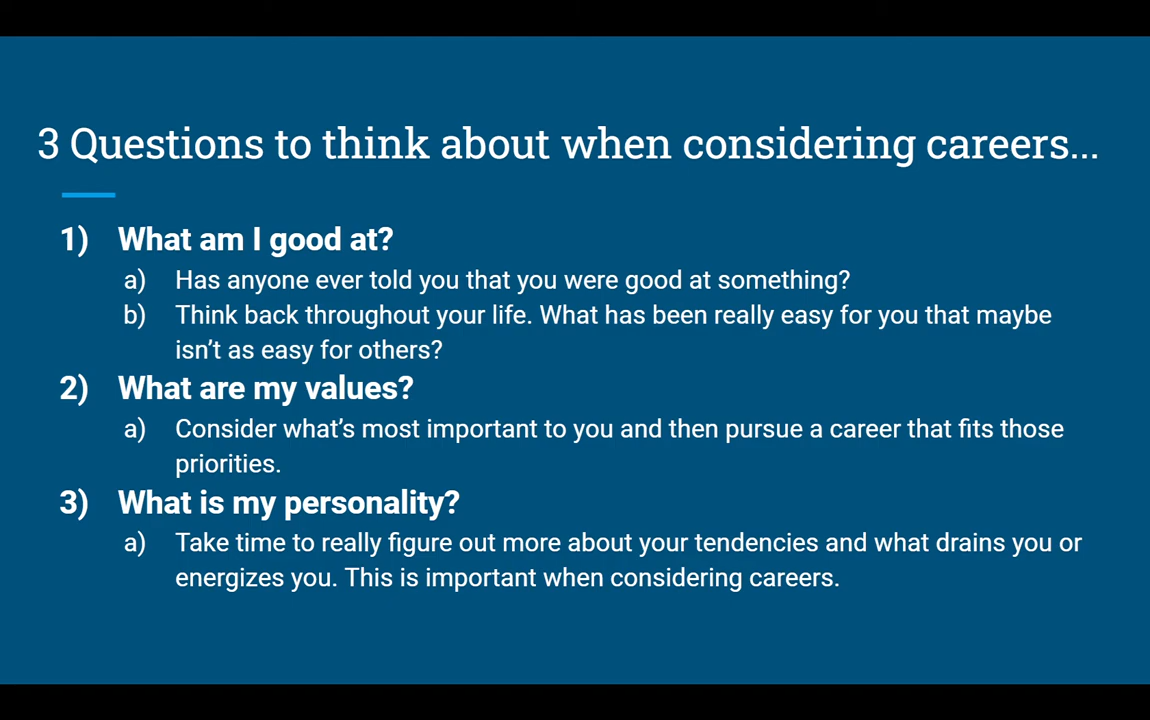 3 Questions to think about when considering careers...
1) What am I good at?
a) Has anyone ever told you that you were good at something?
b) Think back throughout your life. What has been really easy for you that maybe
isn’t as easy for others?
2) What are my values?
a) Consider what’s most important to you and then pursue a career that fits those
priorities.
3) What is my personality?
a) Take time to really figure out more about your tendencies and what drains you or
energizes you. This is important when considering careers.